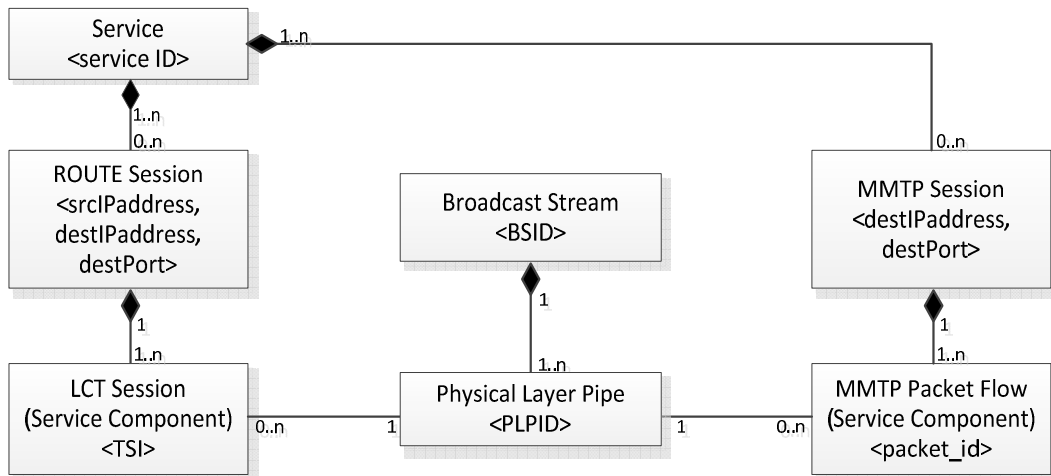 Service
<service ID>
1..n
1..n
0..n
0..n
ROUTE Session
<srcIPaddress,
destIPaddress,
destPort>
Broadcast Stream
<BSID>
MMTP Session
<destIPaddress,
destPort>
1
1
1
1..n
1..n
1..n
LCT Session
(Service Component)
<TSI>
0..n
1
Physical Layer Pipe
<PLPID>
1
0..n
MMTP Packet Flow
(Service Component)
<packet_id>